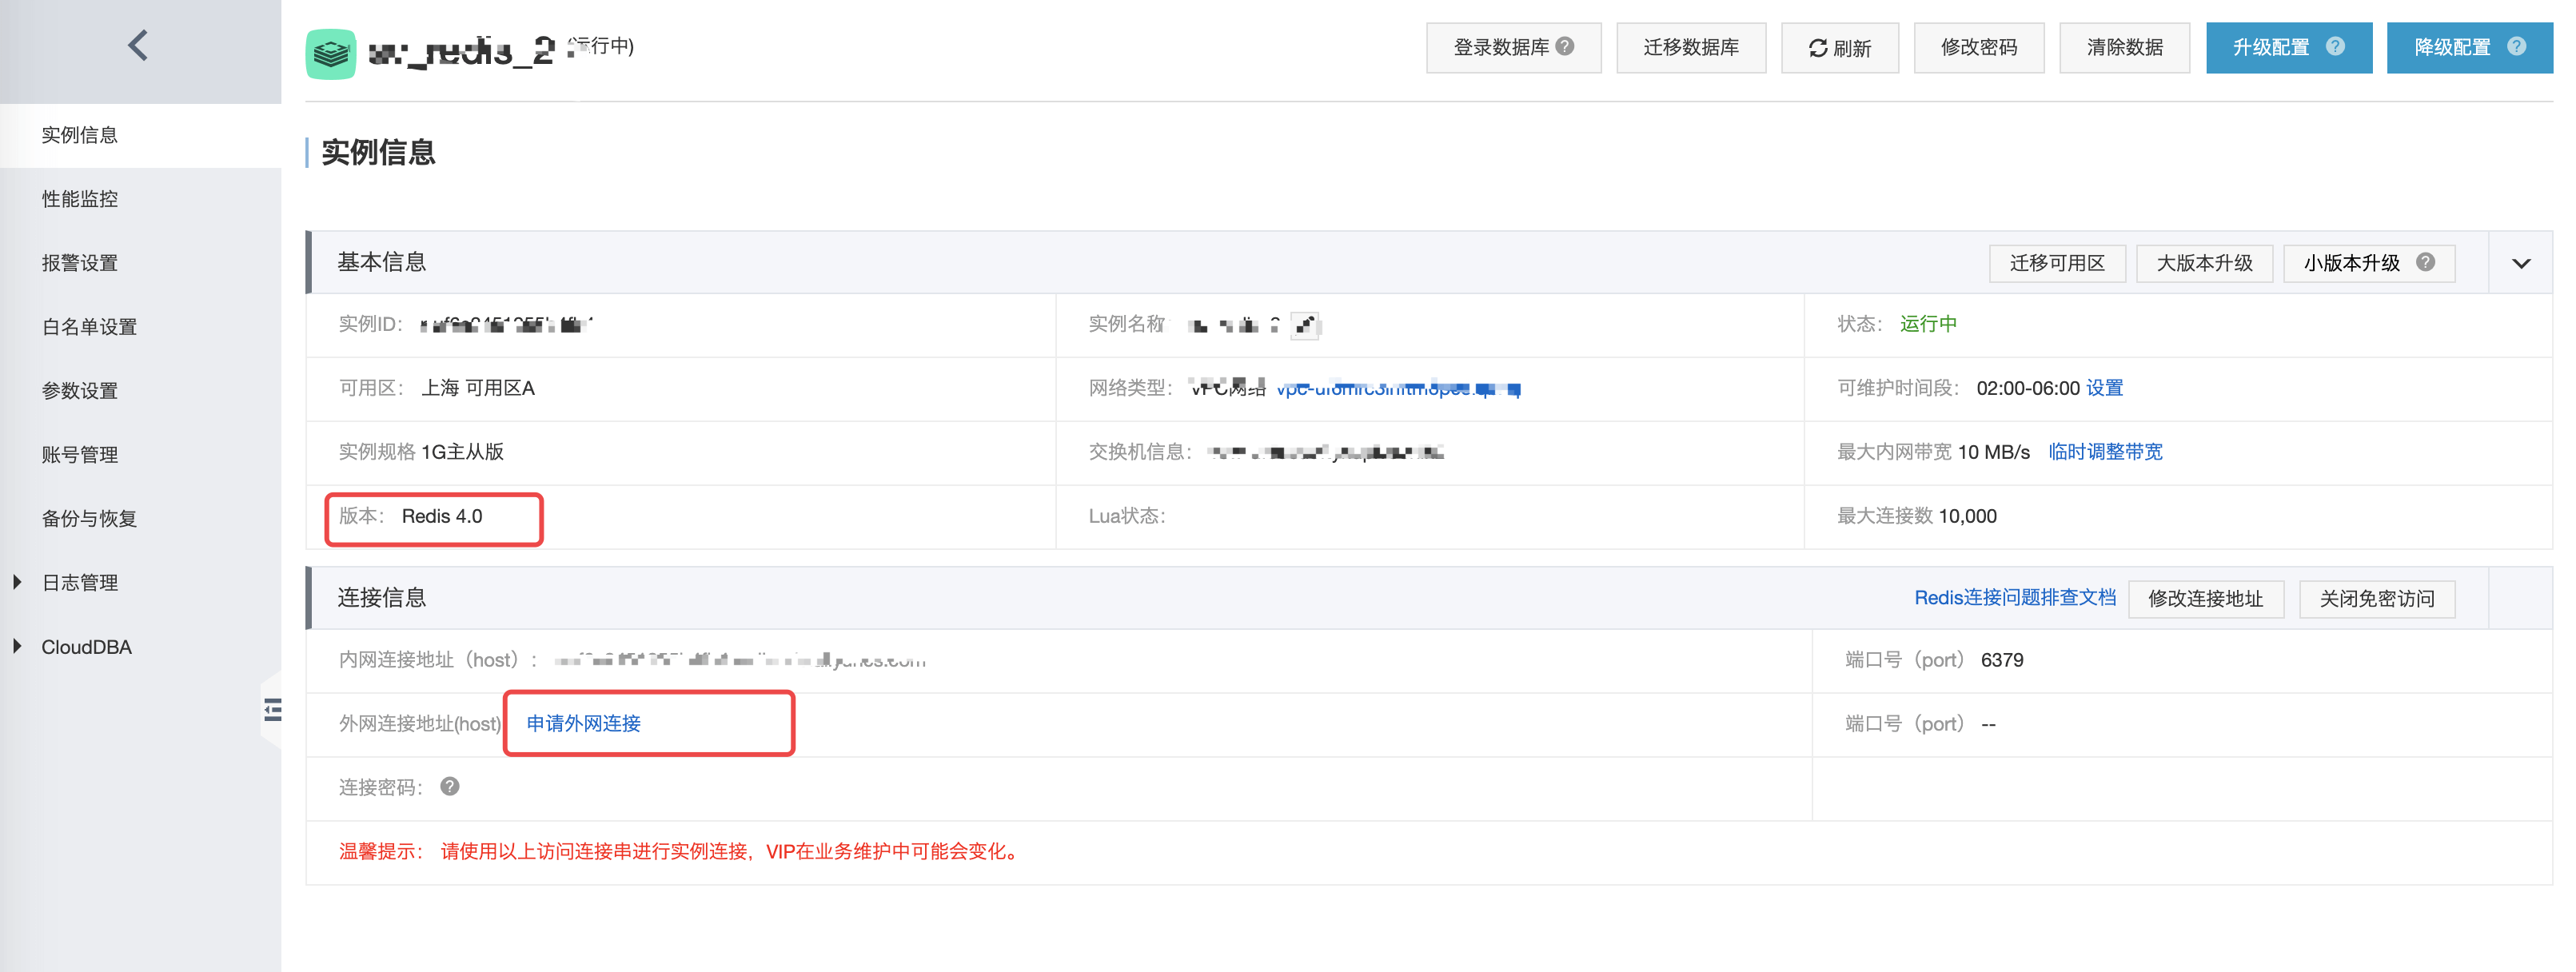 (运行中)
登录数据库
迁移数据库
刷新
修改密码
清除数据
升级配置
降级配置
实例信息
性能监控
报警设置
白名单设置
参数设置
账号管理
备份与恢复
日志管理
CloudDBA
实例信息
基本信息
迁移可用区
大版本升级
小版本升级
实例ID：
实例名称
状态： 运行中
可用区： 上海 可用区A
网络类型： VPC网络
可维护时间段： 02:00-06:00 设置
实例规格 1G主从版
交换机信息：
最大内网带宽 10 MB/s 临时调整带宽
版本： Redis 4.0
Lua状态：
最大连接数 10,000
连接信息
Redis连接问题排查文档
修改连接地址
关闭免密访问
内网连接地址（host）：
端口号（port） 6379
外网连接地址(host) 申请外网连接
端口号（port） --
连接密码：
温馨提示： 请使用以上访问连接串进行实例连接，VIP在业务维护中可能会变化。